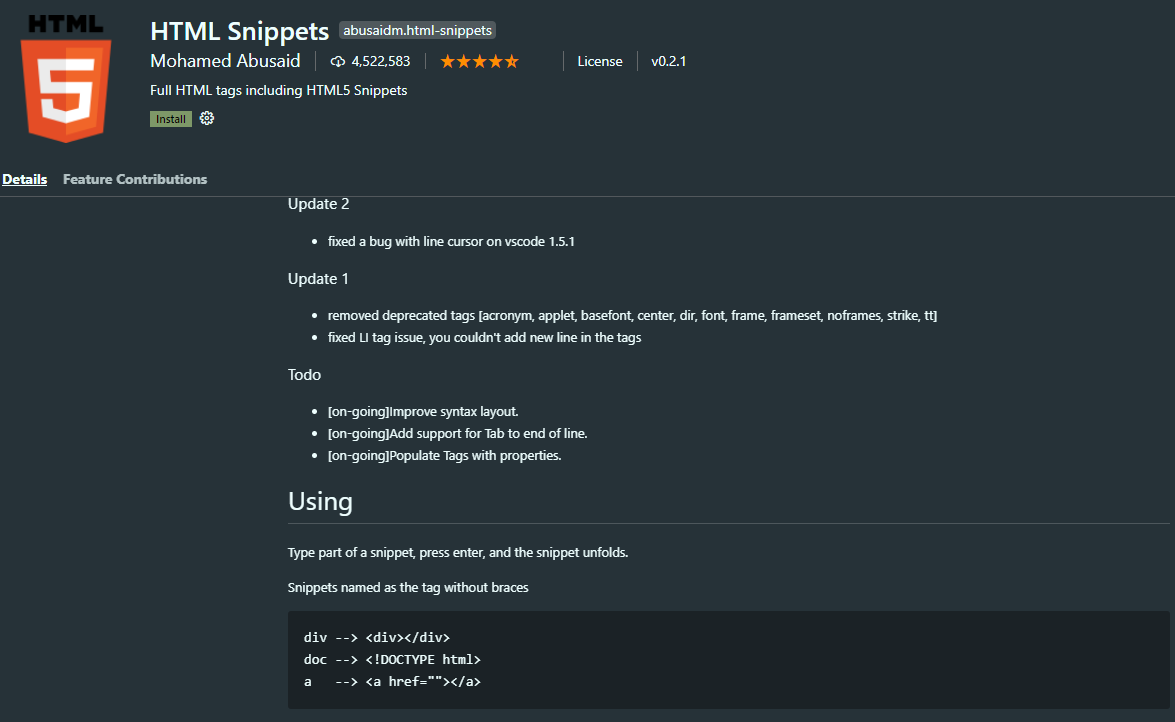 HTML
5
HTML Snippets abusaidm.html-snippets
Mohamed Abusaid 4,522,583 License v0.2.1
Full HTML tags including HTML5 Snippets
Install
Details Feature Contributions
Update 2
• fixed a bug with line cursor on vscode 1.5.1
Update 1
• removed deprecated tags [acronym, applet, basefont, center, dir, font, frame, frameset, noframes, strike, tt]
• fixed LI tag issue, you couldn't add new line in the tags
Todo
• [on-going]Improve syntax layout.
• [on-going]Add support for Tab to end of line.
• [on-going]Populate Tags with properties.
Using
Type part of a snippet, press enter, and the snippet unfolds.
Snippets named as the tag without braces
div --> <div></div>
doc --> <!DOCTYPE html>
a   --> <a href=""></a>